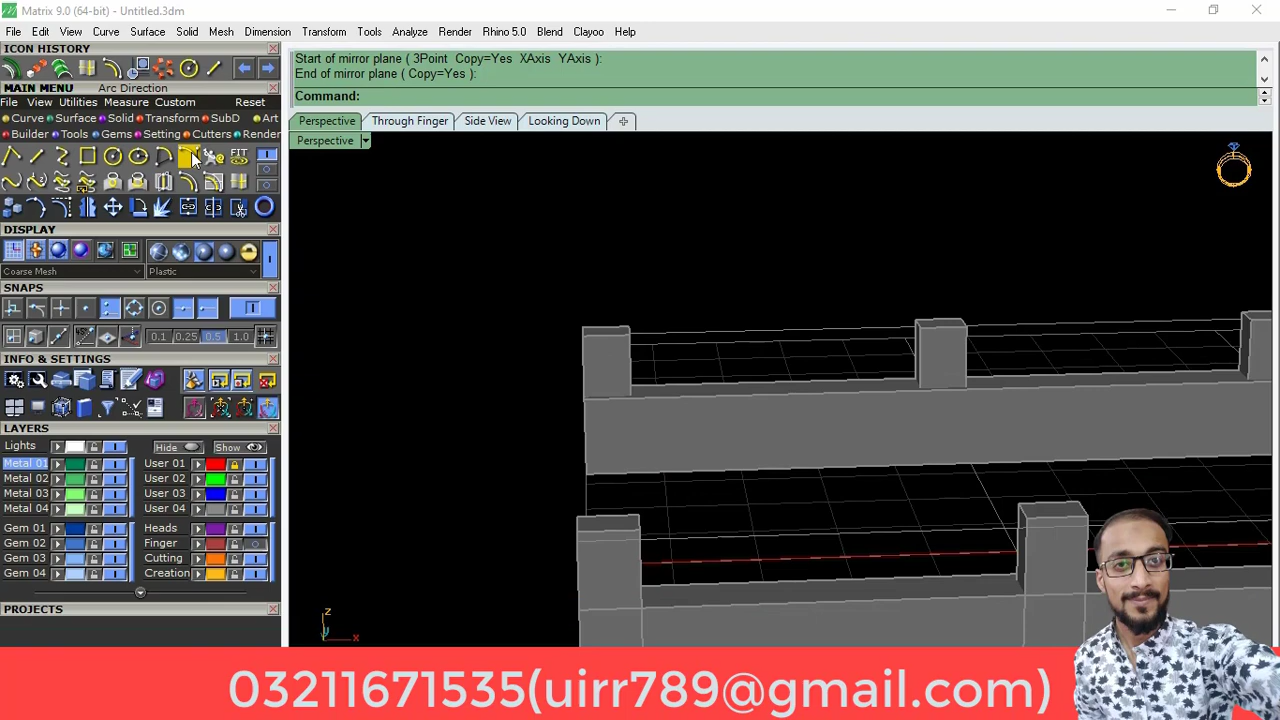 Matrix 9.0 (64-bit) - Untitled.3dm
File Edit View Curve Surface Solid Mesh Dimension Transform Tools Analyze Render Rhino 5.0 Blend Clayoo Help
ICON HISTORY
MAIN MENU Arc Direction
File View Utilities Measure Custom Reset
Curve Surface Solid Transform SubD Art
Builder Tools Gems Setting Cutters Render
FIT
DISPLAY
Coarse Mesh Plastic
SNAPS
0.1 0.25 0.5 1.0
INFO & SETTINGS
LAYERS
Lights Hide Show
Metal 01 User 01
Metal 02 User 02
Metal 03 User 03
Metal 04 User 04
Gem 01 Heads
Gem 02 Finger
Gem 03 Cutting
Gem 04 Creation
PROJECTS
Start of mirror plane ( 3Point Copy=Yes XAxis YAxis ):
End of mirror plane ( Copy=Yes ):
Command:
Perspective Through Finger Side View Looking Down
Perspective
z
y
x
03211671535(uirr789@gmail.com)